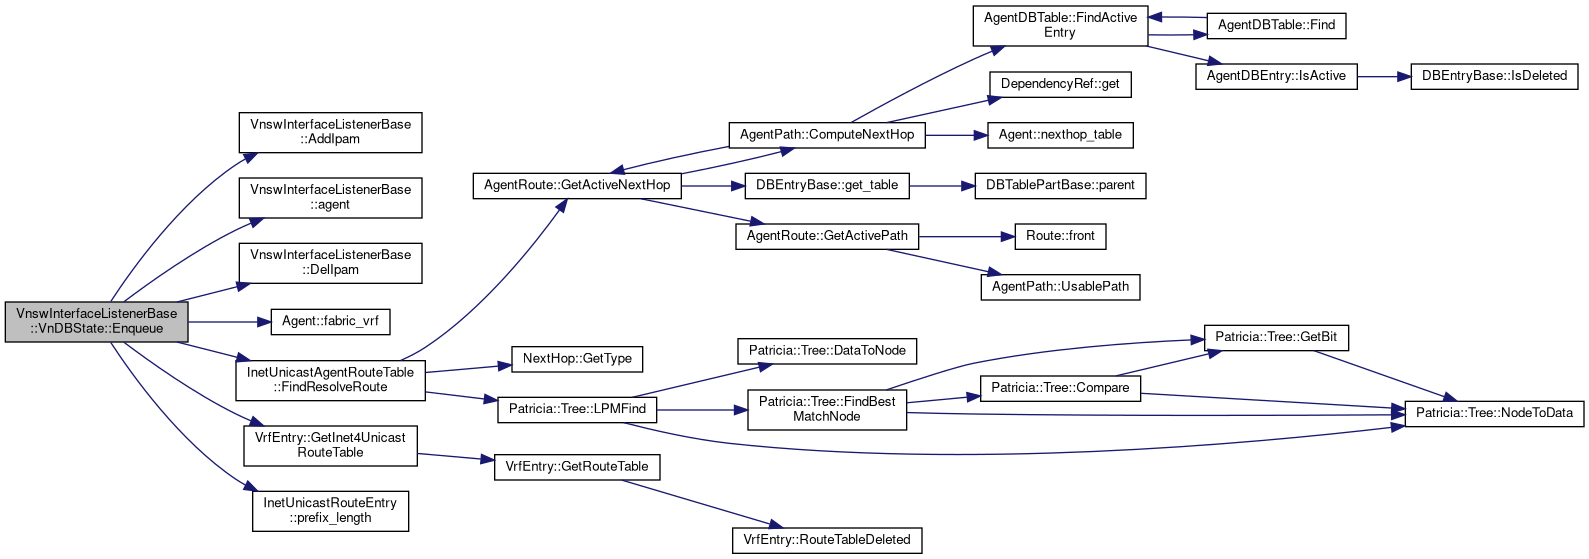 VnswInterfaceListenerBase
::VnDBState::Enqueue
VnswInterfaceListenerBase
::AddIpam
VnswInterfaceListenerBase
::agent
VnswInterfaceListenerBase
::DelIpam
Agent::fabric_vrf
InetUnicastAgentRouteTable
::FindResolveRoute
VrfEntry::GetInet4Unicast
RouteTable
InetUnicastRouteEntry
::prefix_length
AgentRoute::GetActiveNextHop
NextHop::GetType
Patricia::Tree::LPMFind
VrfEntry::GetRouteTable
AgentPath::ComputeNextHop
DBEntryBase::get_table
AgentRoute::GetActivePath
Patricia::Tree::DataToNode
Patricia::Tree::FindBest
MatchNode
VrfEntry::RouteTableDeleted
AgentDBTable::FindActive
Entry
DependencyRef::get
Agent::nexthop_table
DBTablePartBase::parent
Route::front
AgentPath::UsablePath
Patricia::Tree::Compare
AgentDBTable::Find
AgentDBEntry::IsActive
Patricia::Tree::GetBit
DBEntryBase::IsDeleted
Patricia::Tree::NodeToData